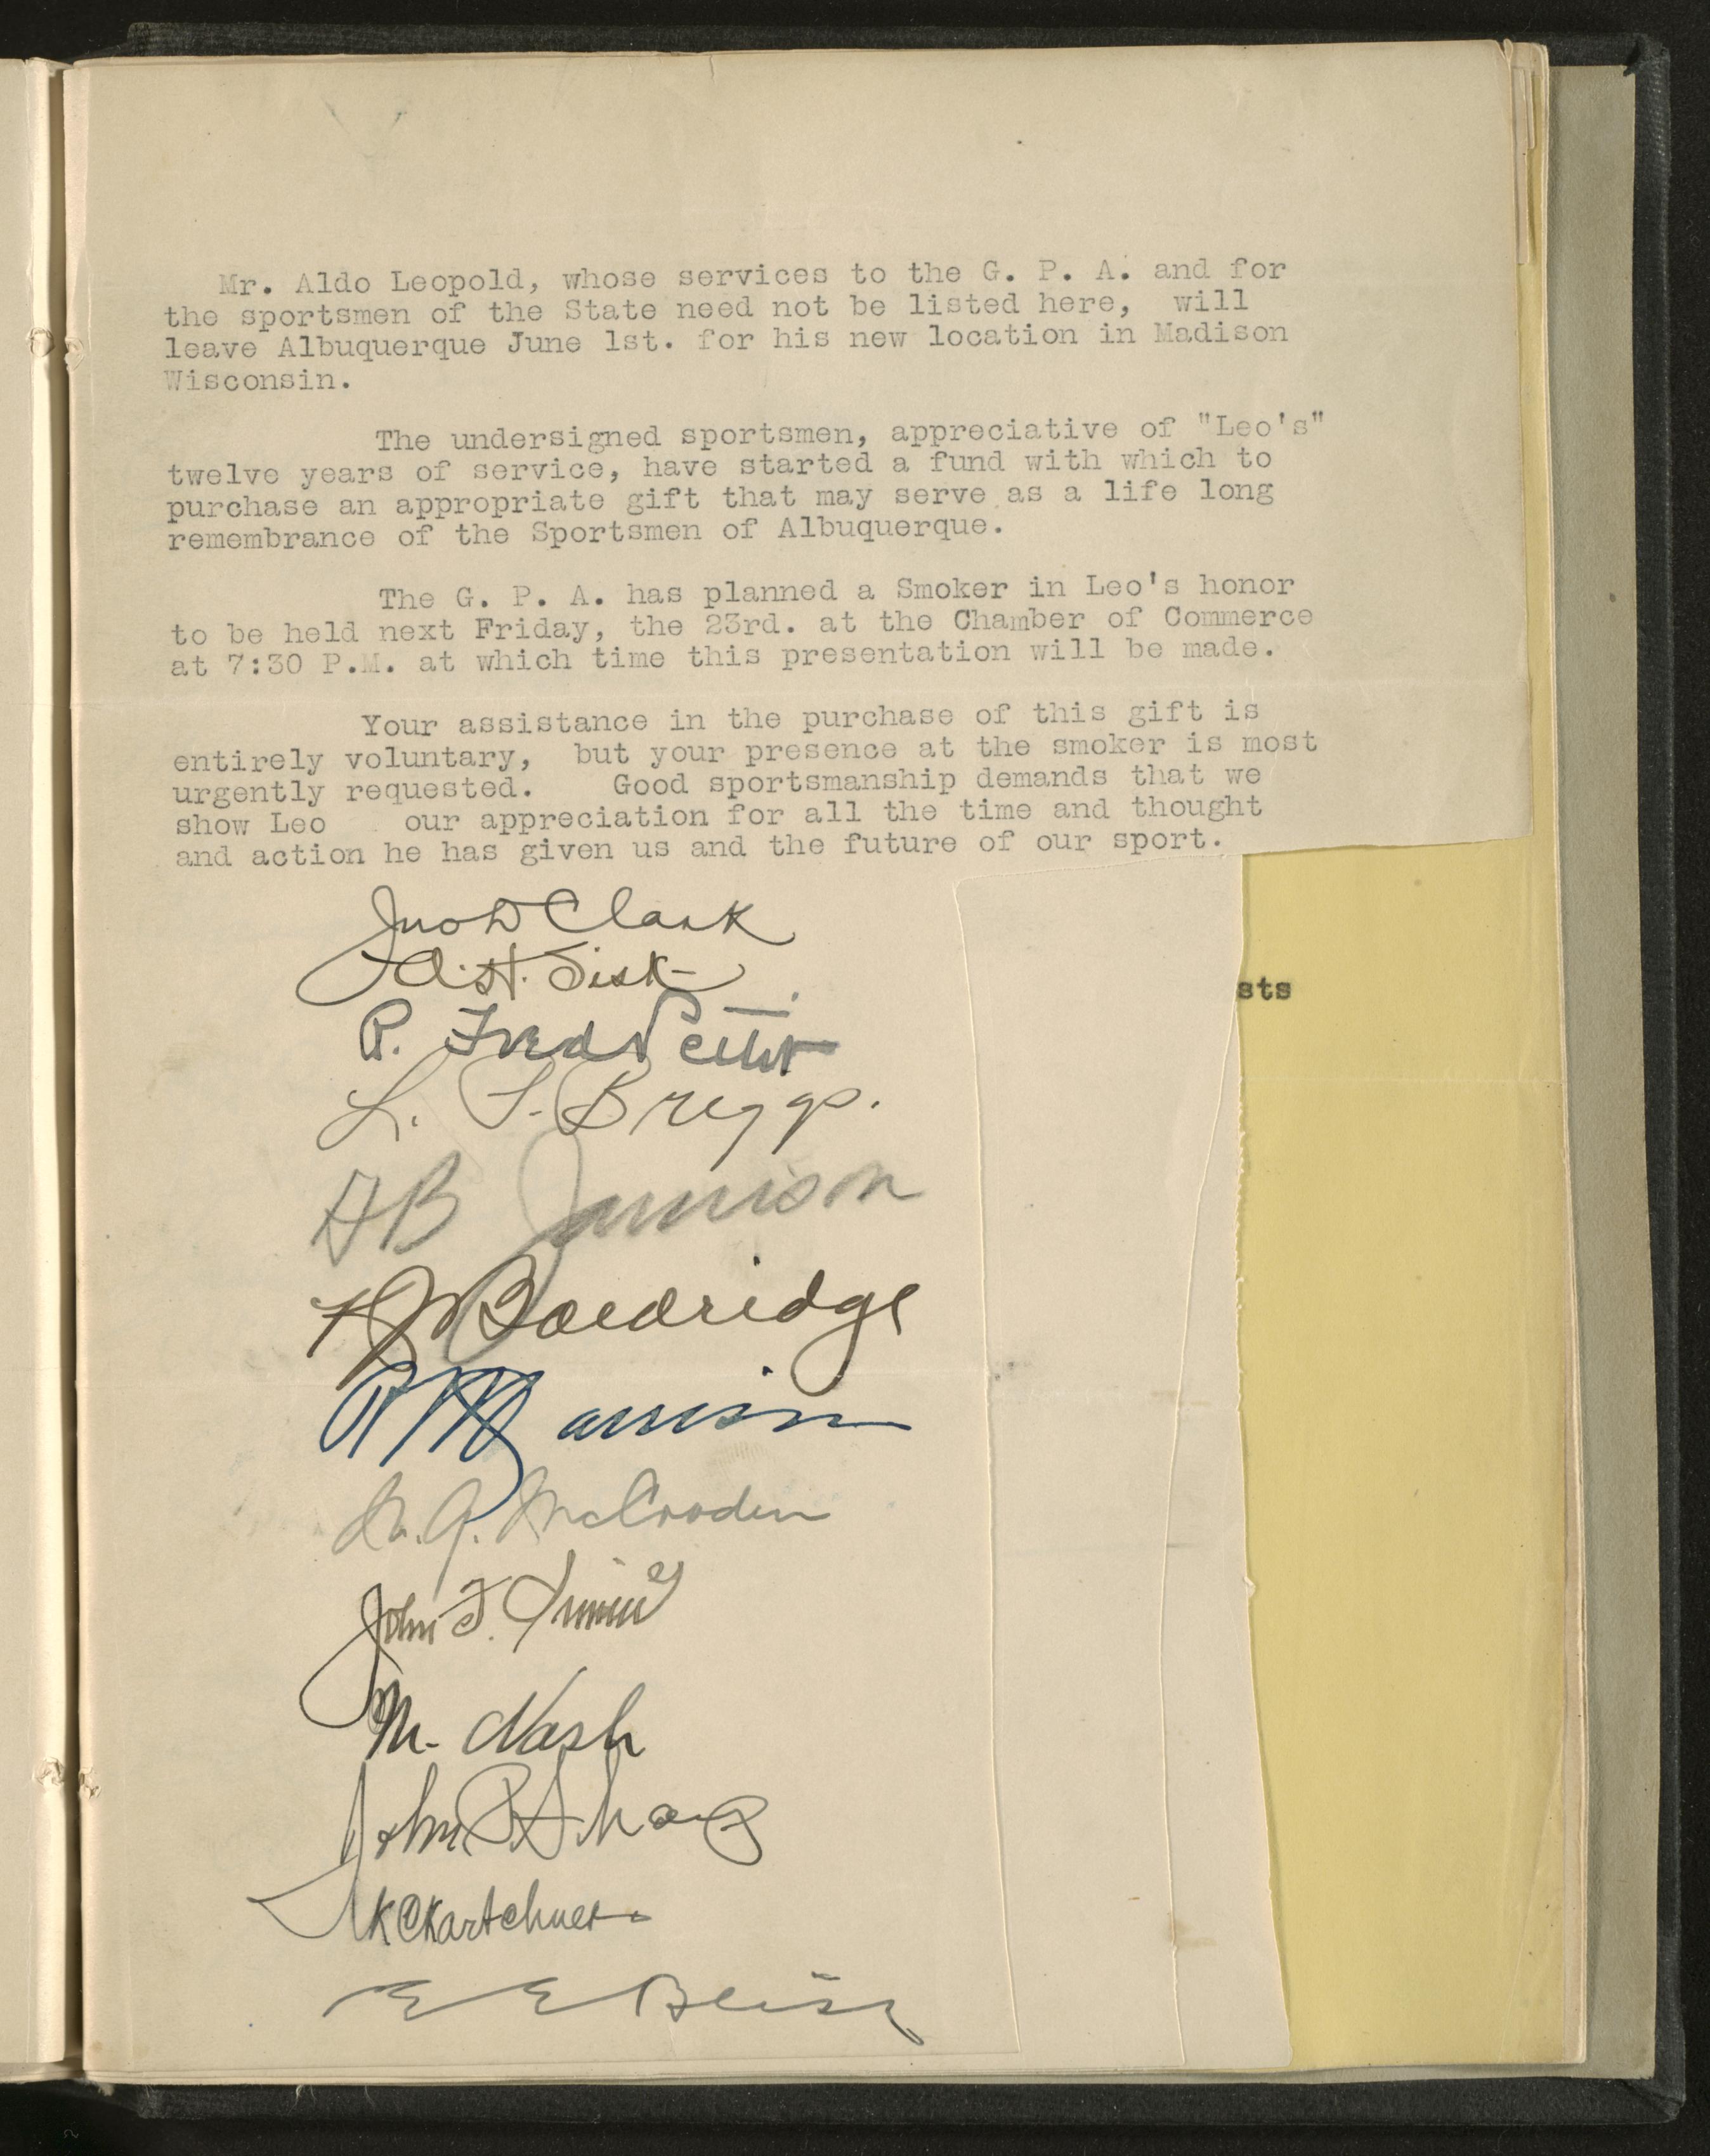 Mr. Aldo Leopold, whose services to the G. P. A. and for
the sportsmen of the State need not be listed here, will
leave Albuquerque June 1st. for his new location in Madison
Wisconsin.
The undersigned sportsmen, appreciative of "Leo's"
twelve years of service, have started a fund with which to
purchase an appropriate gift that may serve as a life long
remembrance of the Sportsmen of Albuquerque.
The G. P. A. has planned a Smoker in Leo's honor
to be held next Friday, the 23rd. at the Chamber of Commerce
at 7:30 P.M. at which time this presentation will be made.
Your assistance in the purchase of this gift is
entirely voluntary, but your presence at the smoker is most
urgently requested. Good sportsmanship demands that we
show Leo our appreciation for all the time and thought
and action he has given us and the future of our sport.
Jno D Clark
A. H. Sisk
sts
P. Fred Pettit
L. S. Briggs.
AB Jamison
Boldridge
John F.
M. Nash
John P. Sharp
K C Kartchner
E E Bliss